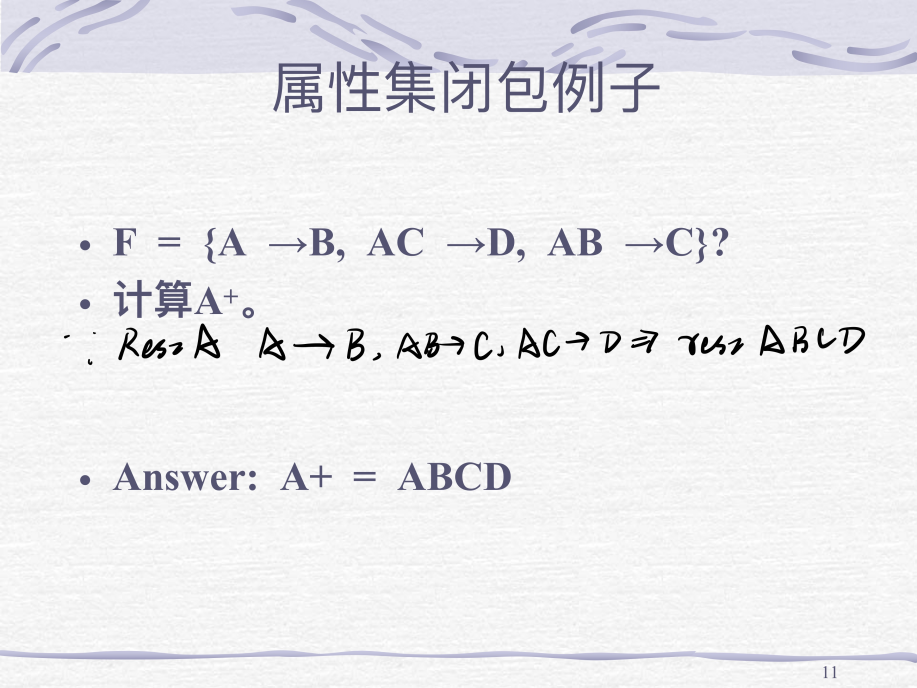 属性集闭包例子
• F = {A →B, AC →D, AB →C}?
• 计算A⁺。
∵ Res=A A→B, AB→C, AC→D ⇒ res=ABCD
• Answer: A+ = ABCD
11